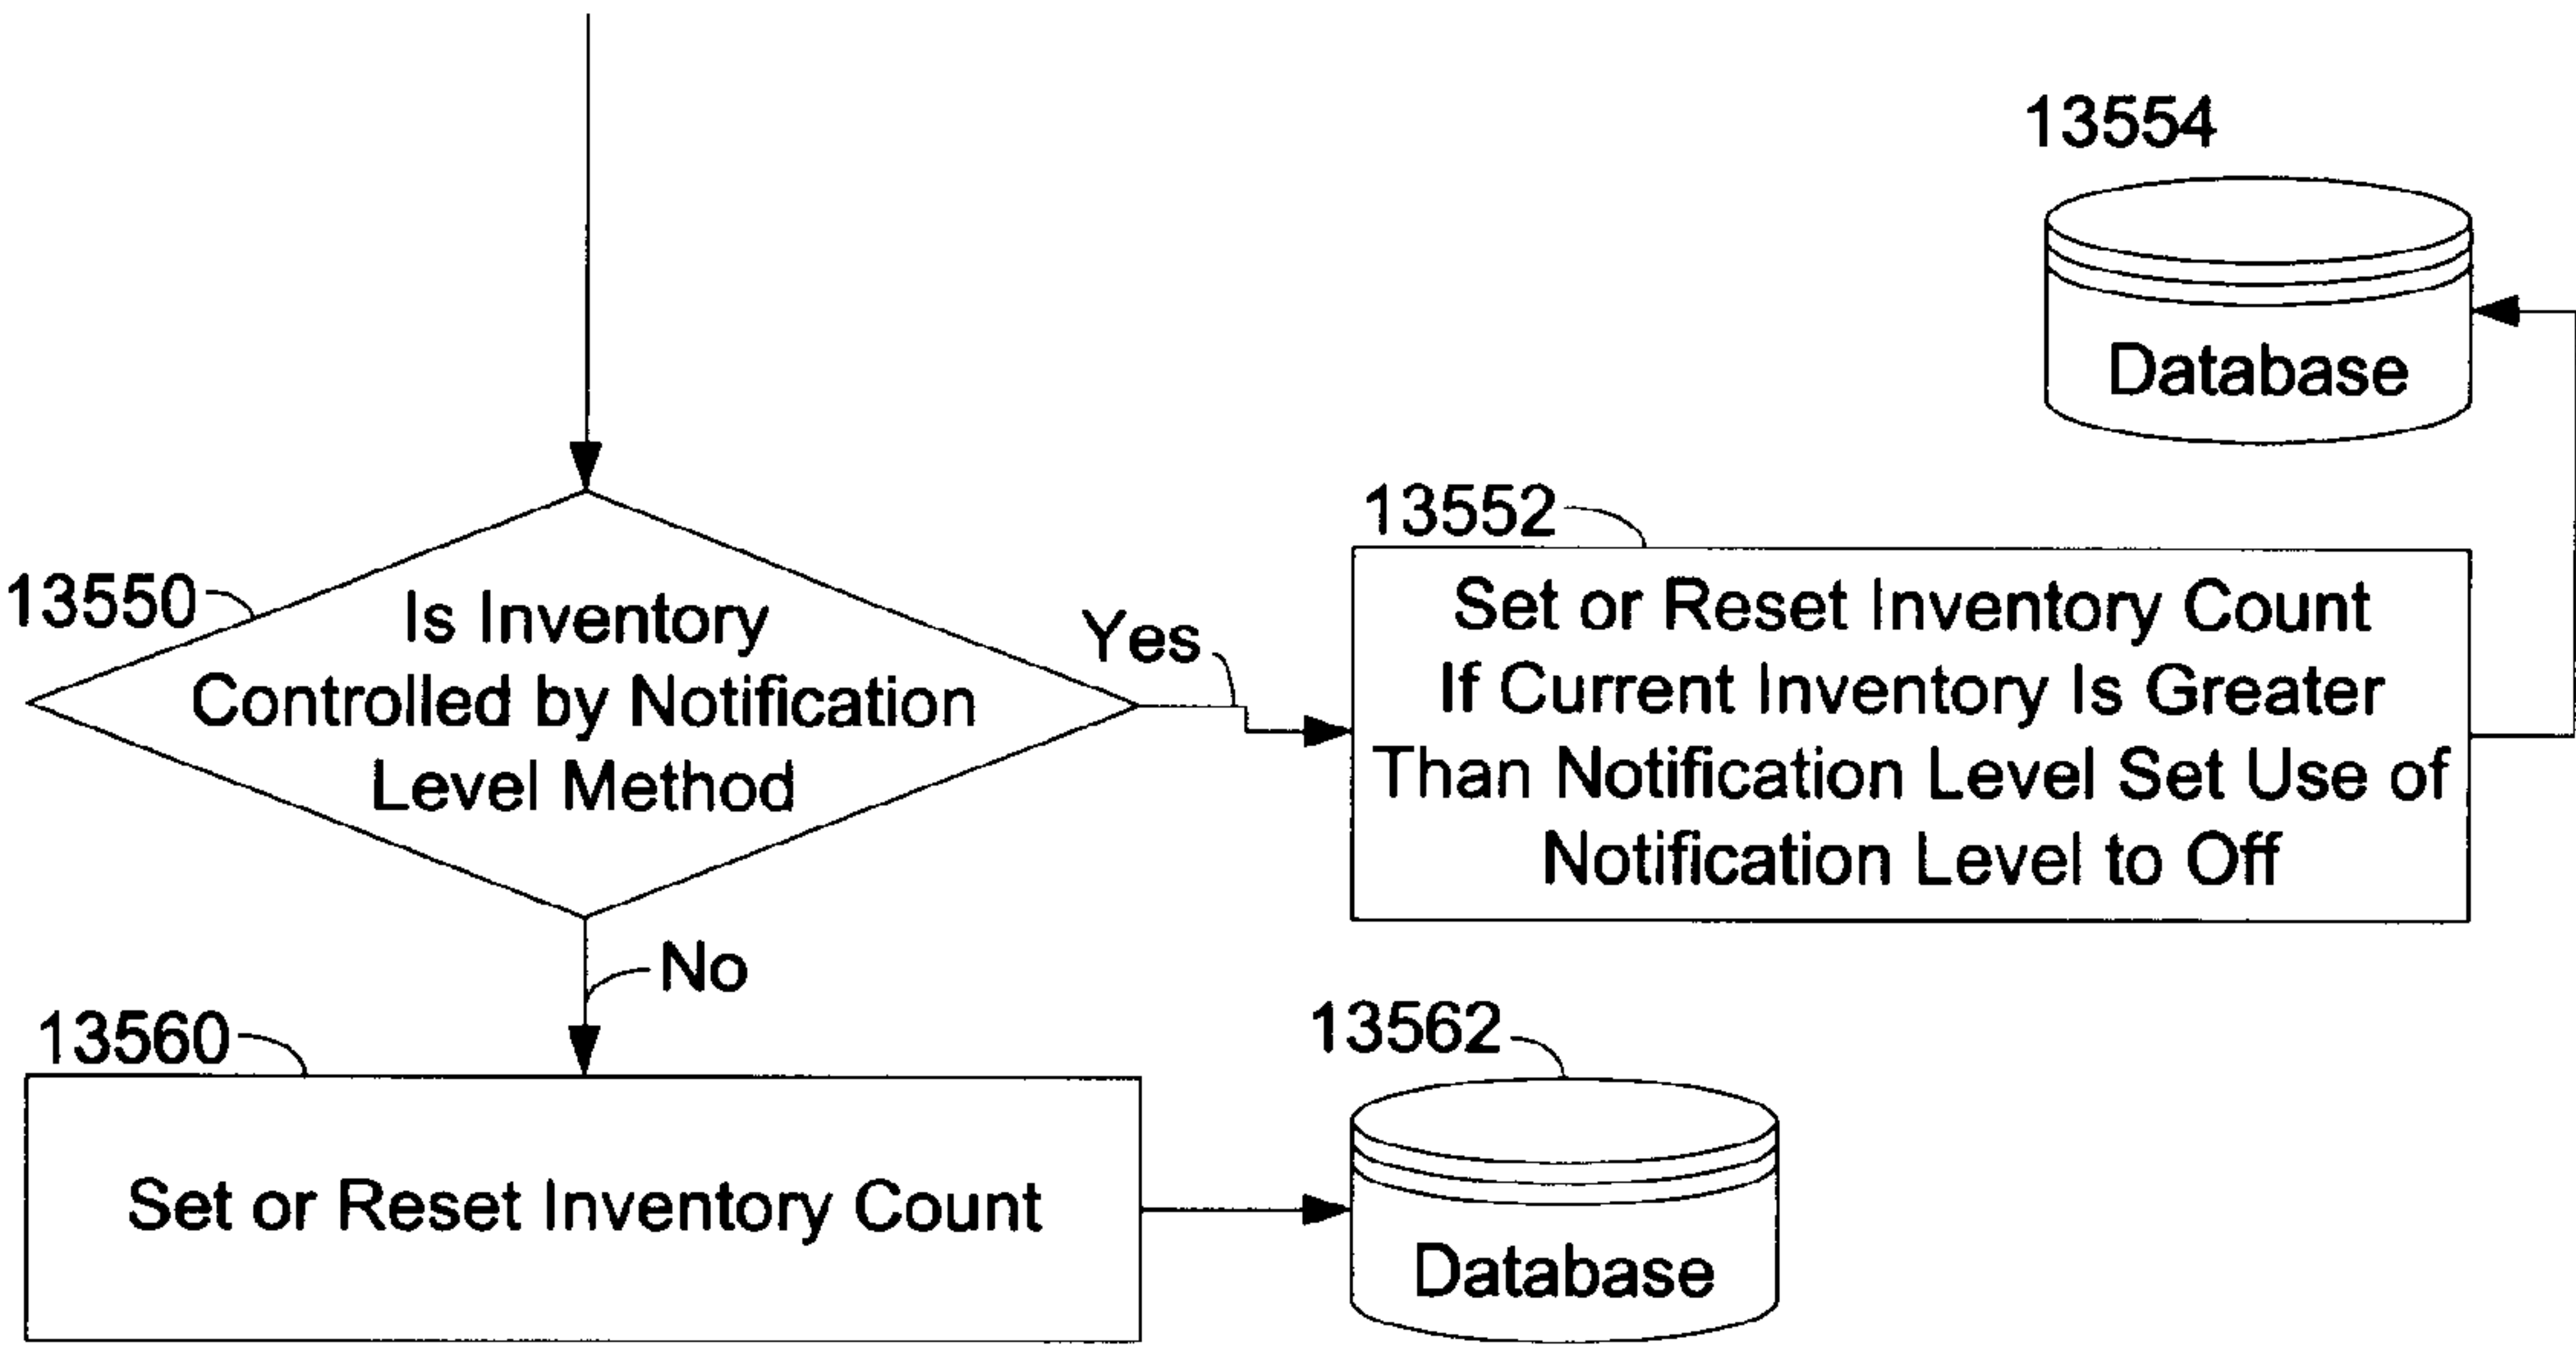 13554
Database
13550
Is Inventory
Controlled by Notification
Level Method
Yes
13552
Set or Reset Inventory Count
If Current Inventory Is Greater
Than Notification Level Set Use of
Notification Level to Off
No
13560
Set or Reset Inventory Count
13562
Database